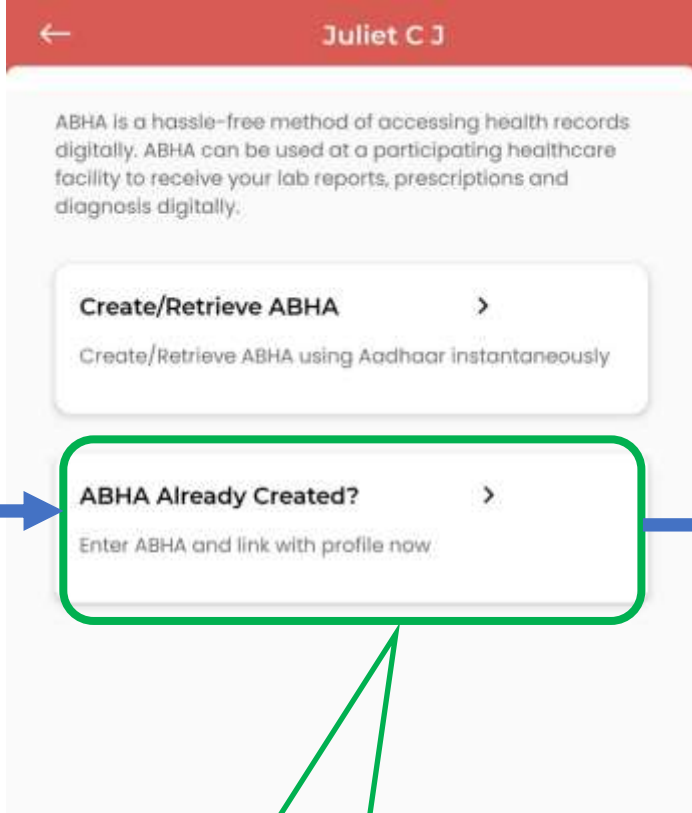 Juliet C J
ABHA is a hassle-free method of accessing health records
digitally. ABHA can be used at a participating healthcare
facility to receive your lab reports, prescriptions and
diagnosis digitally.
Create/Retrieve ABHA
Create/Retrieve ABHA using Aadhaar instantaneously
ABHA Already Created?
Enter ABHA and link with profile now